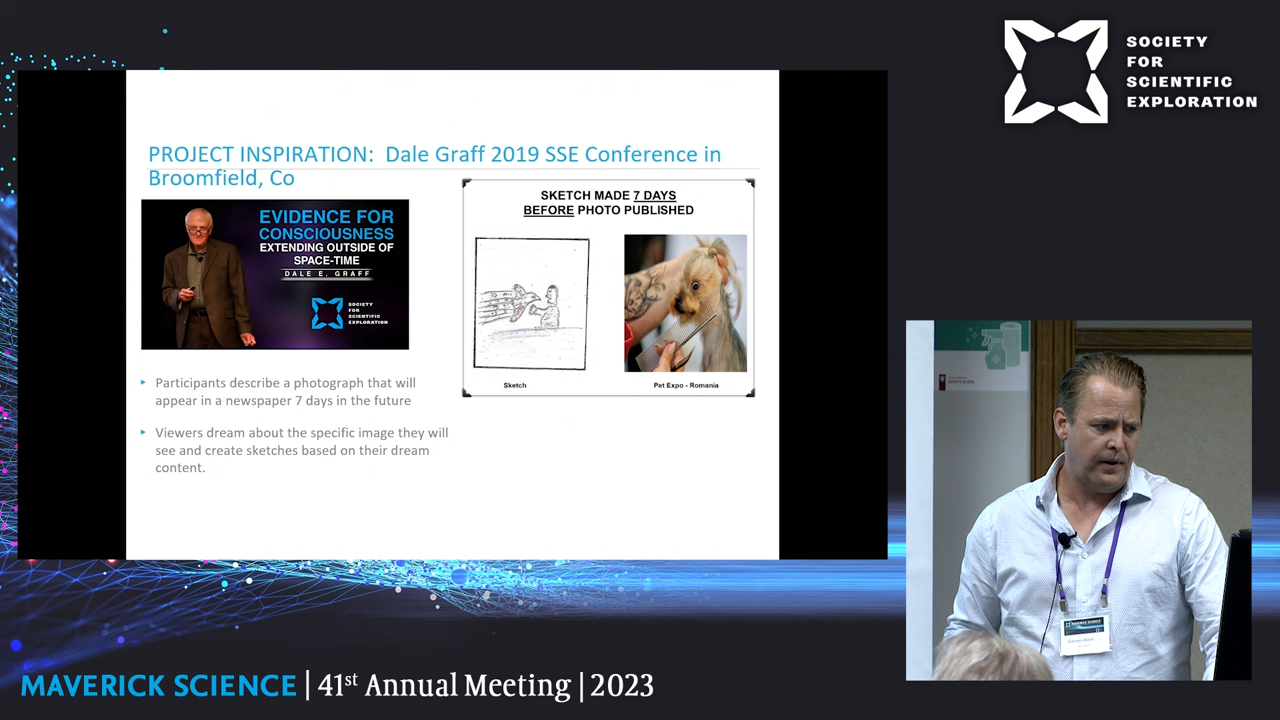 SOCIETY
FOR
SCIENTIFIC
EXPLORATION
PROJECT INSPIRATION: Dale Graff 2019 SSE Conference in
Broomfield, Co
EVIDENCE FOR
CONSCIOUSNESS
EXTENDING OUTSIDE OF
SPACE-TIME
DALE E. GRAFF
SOCIETY
FOR
SCIENTIFIC
EXPLORATION
SKETCH MADE 7 DAYS
BEFORE PHOTO PUBLISHED
Sketch
Pet Expo - Romania
Participants describe a photograph that will
appear in a newspaper 7 days in the future
Viewers dream about the specific image they will
see and create sketches based on their dream
content.
MAVERICK SCIENCE | 41st Annual Meeting | 2023